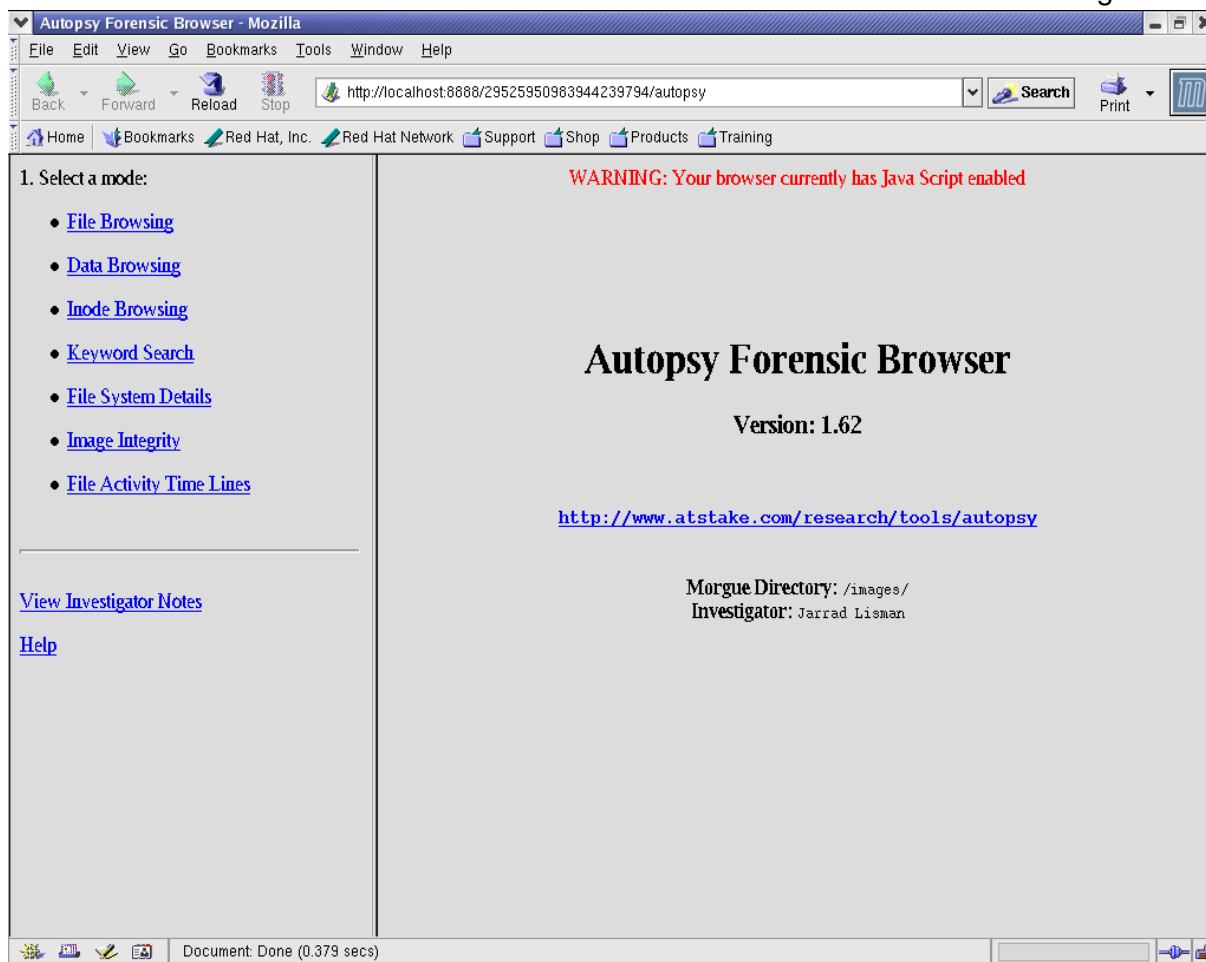 Autopsy Forensic Browser - Mozilla
File Edit View Go Bookmarks Tools Window Help
Back Forward Reload Stop http://localhost:8888/29525950983944239794/autopsy Search Print
Home Bookmarks Red Hat, Inc. Red Hat Network Support Shop Products Training
1. Select a mode:
File Browsing
Data Browsing
Inode Browsing
Keyword Search
File System Details
Image Integrity
File Activity Time Lines
View Investigator Notes
Help
WARNING: Your browser currently has Java Script enabled
Autopsy Forensic Browser
Version: 1.62
http://www.atstake.com/research/tools/autopsy
Morgue Directory: /images/
Investigator: Jarrad Lisman
Document: Done (0.379 secs)